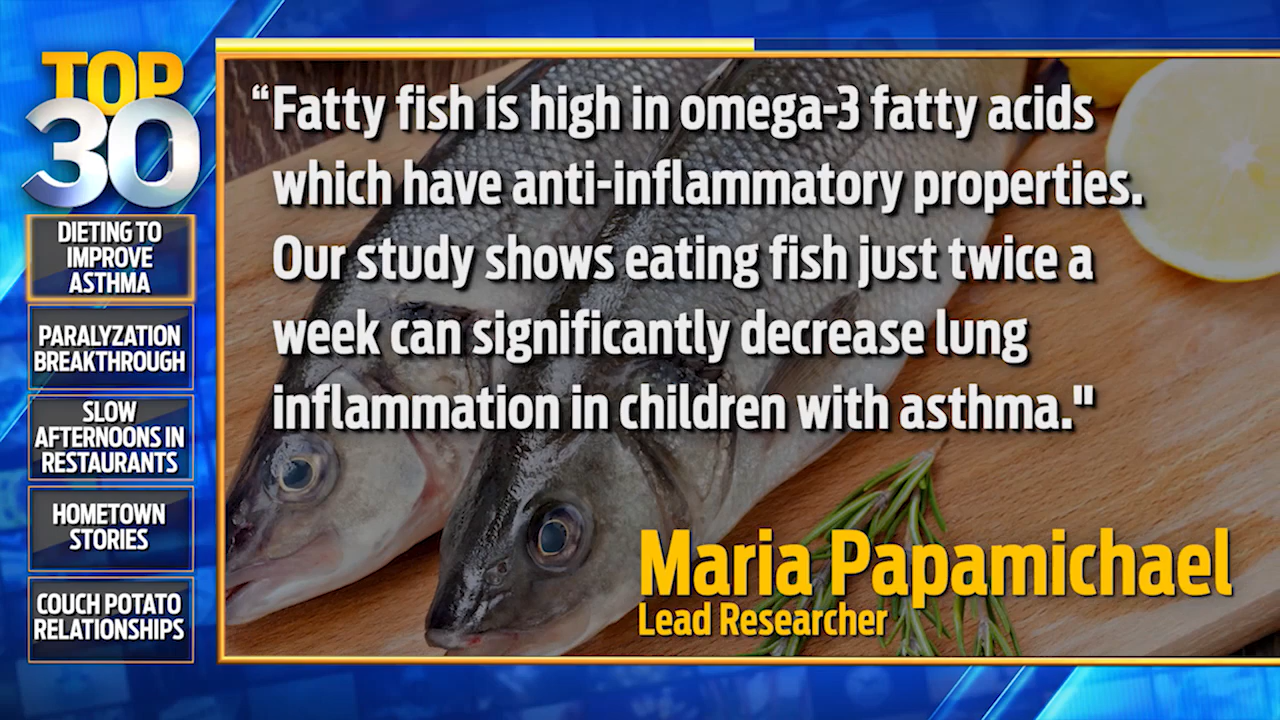 TOP
30
DIETING TO
IMPROVE
ASTHMA
PARALYZATION
BREAKTHROUGH
SLOW
AFTERNOONS IN
RESTAURANTS
HOMETOWN
STORIES
COUCH POTATO
RELATIONSHIPS
“Fatty fish is high in omega-3 fatty acids
which have anti-inflammatory properties.
Our study shows eating fish just twice a
week can significantly decrease lung
inflammation in children with asthma."
Maria Papamichael
Lead Researcher